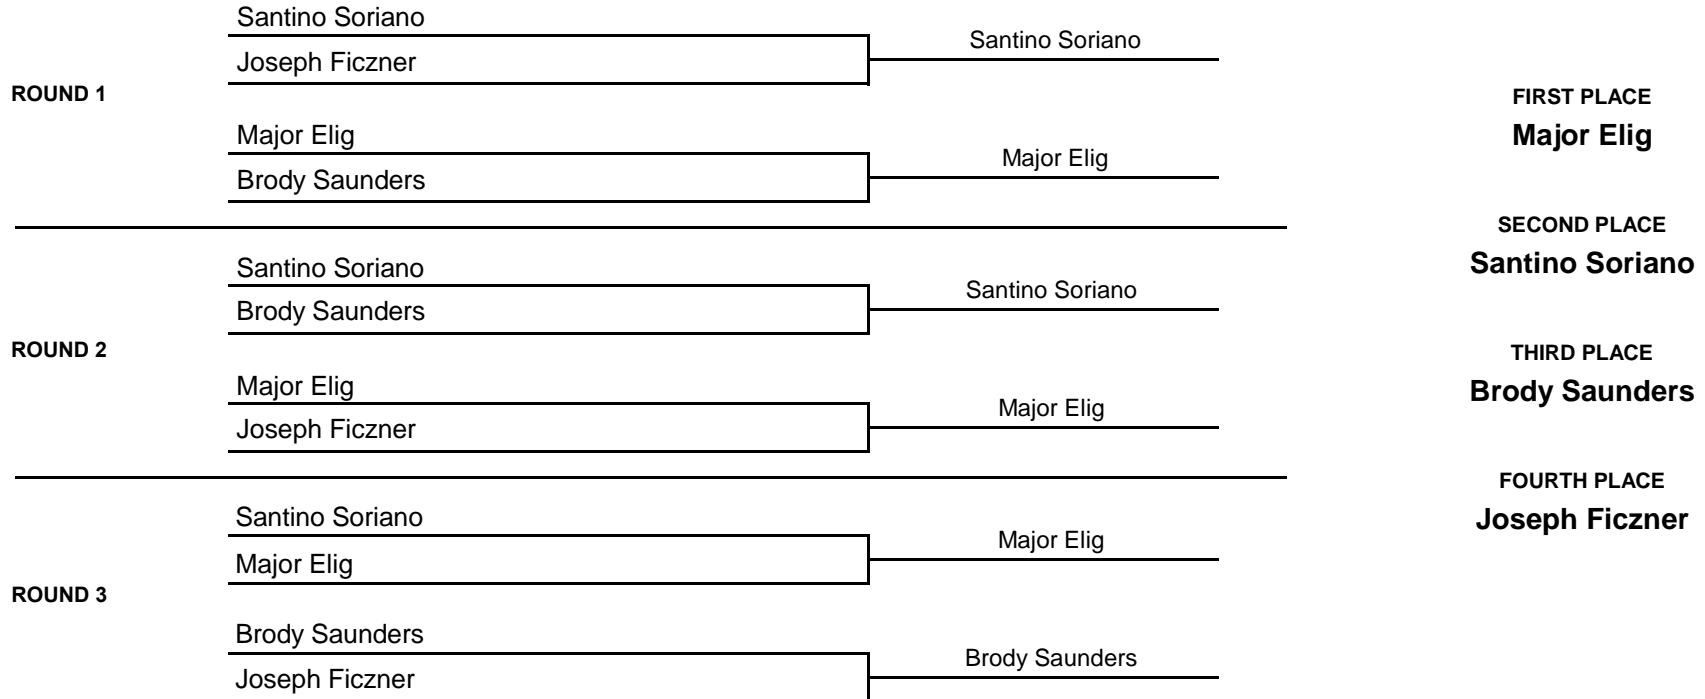 ROUND 1
Santino Soriano
Joseph Ficzner
Santino Soriano
Major Elig
Brody Saunders
Major Elig
ROUND 2
Santino Soriano
Brody Saunders
Santino Soriano
Major Elig
Joseph Ficzner
Major Elig
ROUND 3
Santino Soriano
Major Elig
Major Elig
Brody Saunders
Joseph Ficzner
Brody Saunders
FIRST PLACE
Major Elig
SECOND PLACE
Santino Soriano
THIRD PLACE
Brody Saunders
FOURTH PLACE
Joseph Ficzner